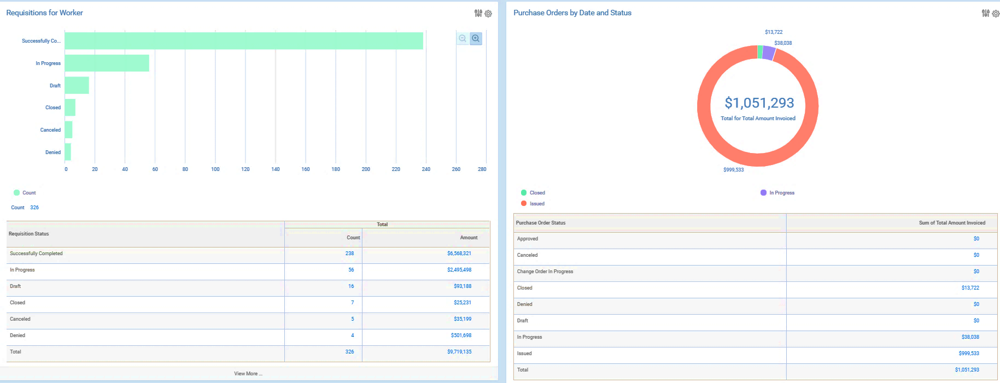 Requisitions for Worker
Successfully Co...
In Progress
Draft
Closed
Canceled
Denied
0 20 40 60 80 100 120 140 160 180 200 220 240 260 280
Count
Count 326
Requisition Status
Total
Count Amount
Successfully Completed 238 $6,568,321
In Progress 56 $2,495,498
Draft 16 $93,188
Closed 7 $25,231
Canceled 5 $35,199
Denied 4 $501,698
Total 326 $9,719,135
View More ...
Purchase Orders by Date and Status
$13,722
$38,038
$1,051,293
Total for Total Amount Invoiced
$999,533
Closed
In Progress
Issued
Purchase Order Status Sum of Total Amount Invoiced
Approved $0
Canceled $0
Change Order In Progress $0
Closed $13,722
Denied $0
Draft $0
In Progress $38,038
Issued $999,533
Total $1,051,293